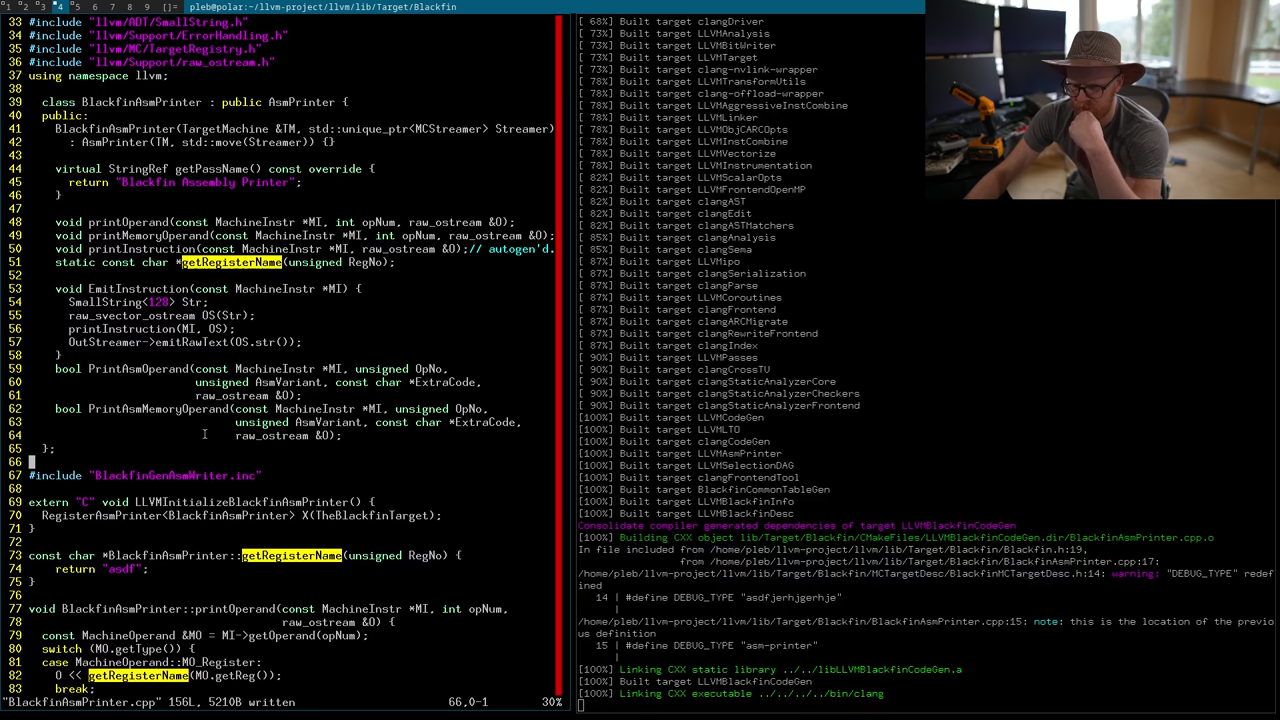 1 2 3 4 5 6 7 8 9 []= pleb@polar:~/llvm-project/llvm/lib/Target/Blackfin
33 #include "llvm/ADT/SmallString.h"
34 #include "llvm/Support/ErrorHandling.h"
35 #include "llvm/MC/TargetRegistry.h"
36 #include "llvm/Support/raw_ostream.h"
37 using namespace llvm;
38
39 class BlackfinAsmPrinter : public AsmPrinter {
40 public:
41 BlackfinAsmPrinter(TargetMachine &TM, std::unique_ptr<MCStreamer> Streamer)
42 : AsmPrinter(TM, std::move(Streamer)) {}
43
44 virtual StringRef getPassName() const override {
45 return "Blackfin Assembly Printer";
46 }
47
48 void printOperand(const MachineInstr *MI, int opNum, raw_ostream &O);
49 void printMemoryOperand(const MachineInstr *MI, int opNum, raw_ostream &O);
50 void printInstruction(const MachineInstr *MI, raw_ostream &O);// autogen'd.
51 static const char *getRegisterName(unsigned RegNo);
52
53 void EmitInstruction(const MachineInstr *MI) {
54 SmallString<128> Str;
55 raw_svector_ostream OS(Str);
56 printInstruction(MI, OS);
57 OutStreamer->emitRawText(OS.str());
58 }
59 bool PrintAsmOperand(const MachineInstr *MI, unsigned OpNo,
60 unsigned AsmVariant, const char *ExtraCode,
61 raw_ostream &O);
62 bool PrintAsmMemoryOperand(const MachineInstr *MI, unsigned OpNo,
63 unsigned AsmVariant, const char *ExtraCode,
64 raw_ostream &O);
65 };
66
67 #include "BlackfinGenAsmWriter.inc"
68
69 extern "C" void LLVMInitializeBlackfinAsmPrinter() {
70 RegisterAsmPrinter<BlackfinAsmPrinter> X(TheBlackfinTarget);
71 }
72
73 const char *BlackfinAsmPrinter::getRegisterName(unsigned RegNo) {
74 return "asdf";
75 }
76
77 void BlackfinAsmPrinter::printOperand(const MachineInstr *MI, int opNum,
78 raw_ostream &O) {
79 const MachineOperand &MO = MI->getOperand(opNum);
80 switch (MO.getType()) {
81 case MachineOperand::MO_Register:
82 O << getRegisterName(MO.getReg());
83 break;
"BlackfinAsmPrinter.cpp" 156L, 5210B written 66,0-1 30%
[ 68%] Built target clangDriver
[ 73%] Built target LLVMAnalysis
[ 73%] Built target LLVMBitWriter
[ 73%] Built target LLVMTarget
[ 73%] Built target clang-nvlink-wrapper
[ 78%] Built target LLVMTransformUtils
[ 78%] Built target clang-offload-wrapper
[ 78%] Built target LLVMAggressiveInstCombine
[ 78%] Built target LLVMLinker
[ 78%] Built target LLVMObjCARCOpts
[ 78%] Built target LLVMInstCombine
[ 78%] Built target LLVMVectorize
[ 78%] Built target LLVMInstrumentation
[ 82%] Built target LLVMScalarOpts
[ 82%] Built target LLVMFrontendOpenMP
[ 82%] Built target clangAST
[ 82%] Built target clangEdit
[ 82%] Built target clangASTMatchers
[ 85%] Built target clangAnalysis
[ 85%] Built target clangSema
[ 87%] Built target LLVMipo
[ 87%] Built target clangSerialization
[ 87%] Built target clangParse
[ 87%] Built target LLVMCoroutines
[ 87%] Built target clangFrontend
[ 87%] Built target clangARCMigrate
[ 87%] Built target clangRewriteFrontend
[ 87%] Built target clangIndex
[ 90%] Built target LLVMPasses
[ 90%] Built target clangCrossTU
[ 90%] Built target clangStaticAnalyzerCore
[ 90%] Built target clangStaticAnalyzerCheckers
[ 90%] Built target clangStaticAnalyzerFrontend
[100%] Built target LLVMCodeGen
[100%] Built target LLVMLTO
[100%] Built target clangCodeGen
[100%] Built target LLVMAsmPrinter
[100%] Built target LLVMSelectionDAG
[100%] Built target clangFrontendTool
[100%] Built target BlackfinCommonTableGen
[100%] Built target LLVMBlackfinInfo
[100%] Built target LLVMBlackfinDesc
Consolidate compiler generated dependencies of target LLVMBlackfinCodeGen
[100%] Building CXX object lib/Target/Blackfin/CMakeFiles/LLVMBlackfinCodeGen.dir/BlackfinAsmPrinter.cpp.o
In file included from /home/pleb/llvm-project/llvm/lib/Target/Blackfin/Blackfin.h:19,
from /home/pleb/llvm-project/llvm/lib/Target/Blackfin/BlackfinAsmPrinter.cpp:17:
/home/pleb/llvm-project/llvm/lib/Target/Blackfin/MCTargetDesc/BlackfinMCTargetDesc.h:14: warning: "DEBUG_TYPE" redef
ined
14 | #define DEBUG_TYPE "asdfjerhjgerhje"
|
/home/pleb/llvm-project/llvm/lib/Target/Blackfin/BlackfinAsmPrinter.cpp:15: note: this is the location of the previo
us definition
15 | #define DEBUG_TYPE "asm-printer"
|
[100%] Linking CXX static library ../../libLLVMBlackfinCodeGen.a
[100%] Built target LLVMBlackfinCodeGen
[100%] Linking CXX executable ../../../../bin/clang